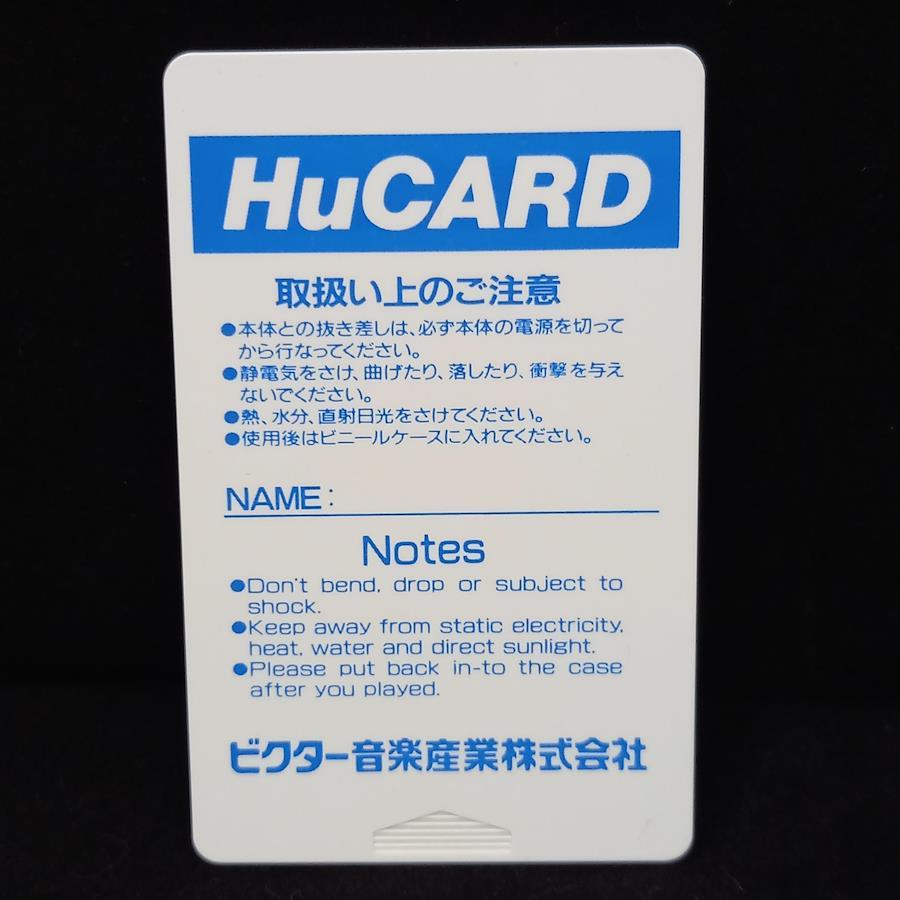 HuCARD
取扱い上のご注意
●本体との抜き差しは、必ず本体の電源を切って
から行なってください。
●静電気をさけ、曲げたり、落したり、衝撃を与え
ないでください。
●熱、水分、直射日光をさけてください。
●使用後はビニールケースに入れてください。
NAME:
Notes
●Don't bend, drop or subject to
shock.
●Keep away from static electricity,
heat, water and direct sunlight.
●Please put back in-to the case
after you played.
ビクター音楽産業株式会社